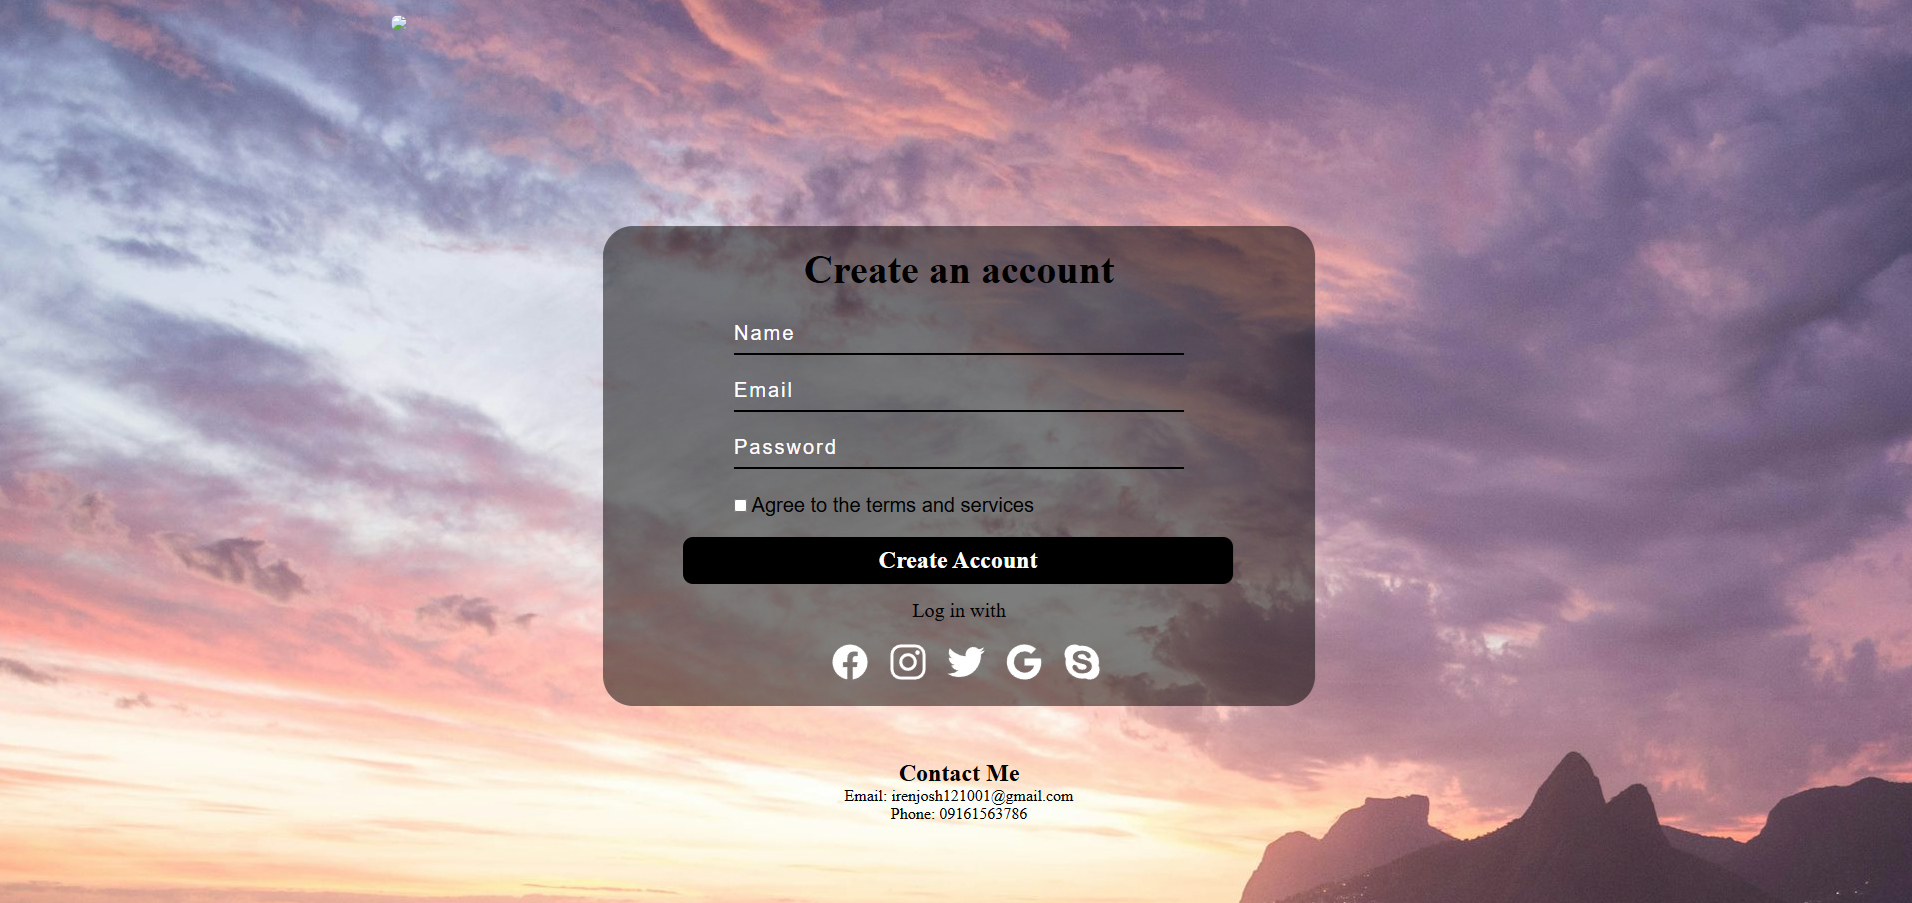 Create an account
Name
Email
Password
Agree to the terms and services
Create Account
Log in with
Contact Me
Email: irenjosh121001@gmail.com
Phone: 09161563786